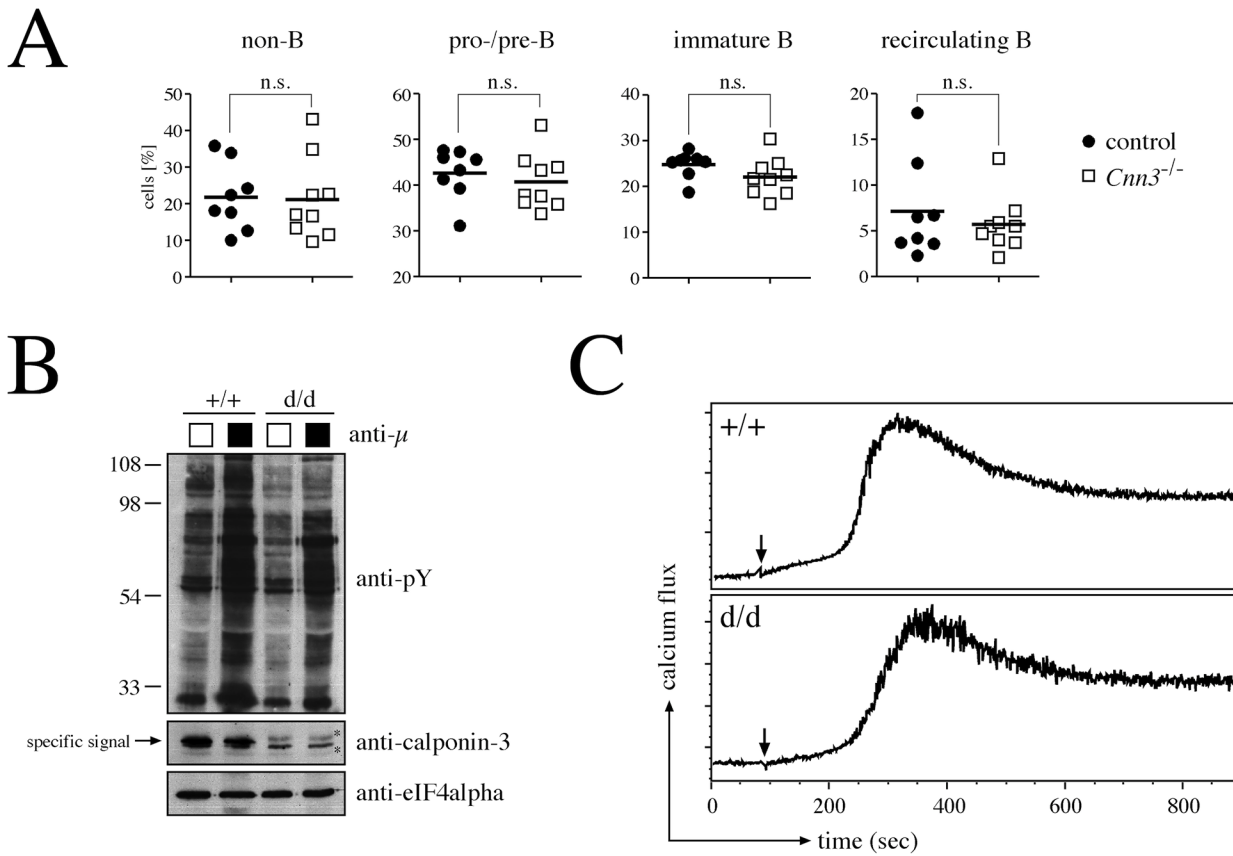 A
non-B
pro-/pre-B
immature B
recirculating B
n.s.
n.s.
n.s.
n.s.
cells [%]
50
40
30
20
10
0
60
50
40
30
20
40
30
20
10
0
20
15
10
5
0
control
Cnn3-/-
B
+/+ d/d
anti-μ
108
98
54
33
anti-pY
specific signal
*
*
anti-calponin-3
anti-eIF4alpha
C
+/+
d/d
calcium flux
0 200 400 600 800
time (sec)